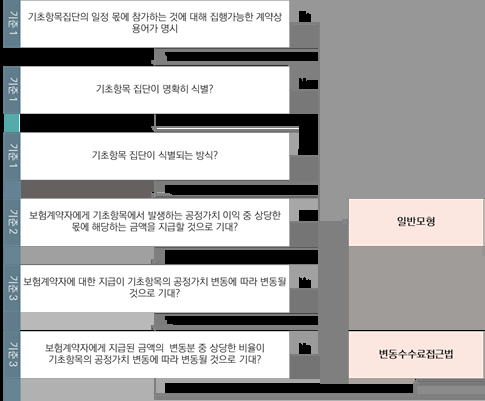 기준 1
기초항목집단의 일정 몫에 참가하는 것에 대해 집행가능한 계약상
용어가 명시
No
기준 1
기초항목 집단이 명확히 식별?
기준 1
기초항목 집단이 식별되는 방식?
기준 2
보험계약자에게 기초항목에서 발생하는 공정가치 이익 중 상당한
몫에 해당하는 금액을 지급할 것으로 기대?
일반모형
기준 3
보험계약자에 대한 지급이 기초항목의 공정가치 변동에 따라 변동될
것으로 기대?
기준 3
보험계약자에게 지급된 금액의 변동분 중 상당한 비율이
기초항목의 공정가치 변동에 따라 변동될 것으로 기대?
No
변동수수료접근법